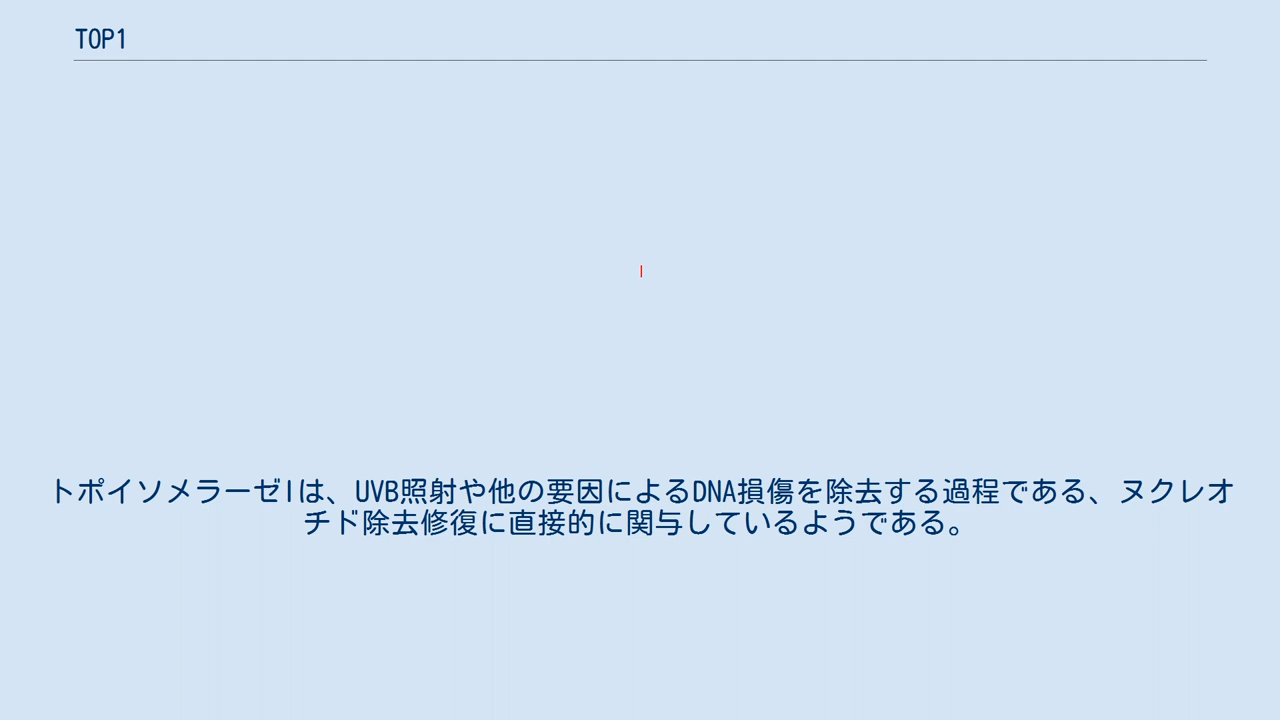 TOP1
トポイソメラーゼIは、UVB照射や他の要因によるDNA損傷を除去する過程である、ヌクレオ
チド除去修復に直接的に関与しているようである。